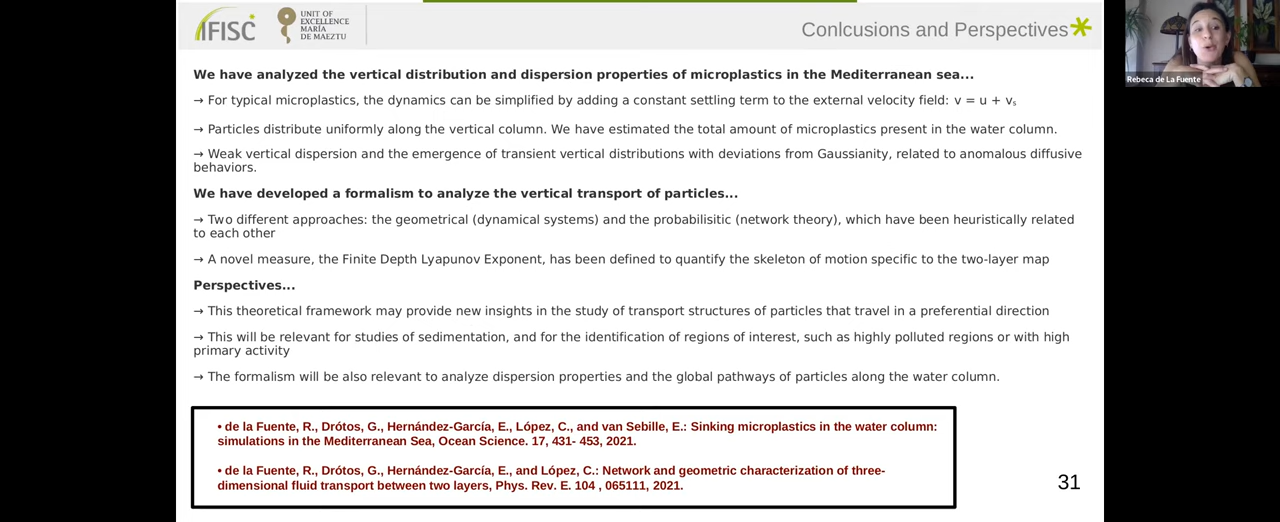 IFISC
UNIT OF
EXCELLENCE
MARÍA
DE MAEZTU
Conlcusions and Perspectives
Rebeca de La Fuente
We have analyzed the vertical distribution and dispersion properties of microplastics in the Mediterranean sea...
→ For typical microplastics, the dynamics can be simplified by adding a constant settling term to the external velocity field: v = u + vₛ
→ Particles distribute uniformly along the vertical column. We have estimated the total amount of microplastics present in the water column.
→ Weak vertical dispersion and the emergence of transient vertical distributions with deviations from Gaussianity, related to anomalous diffusive
behaviors.
We have developed a formalism to analyze the vertical transport of particles...
→ Two different approaches: the geometrical (dynamical systems) and the probabilisitic (network theory), which have been heuristically related
to each other
→ A novel measure, the Finite Depth Lyapunov Exponent, has been defined to quantify the skeleton of motion specific to the two-layer map
Perspectives...
→ This theoretical framework may provide new insights in the study of transport structures of particles that travel in a preferential direction
→ This will be relevant for studies of sedimentation, and for the identification of regions of interest, such as highly polluted regions or with high
primary activity
→ The formalism will be also relevant to analyze dispersion properties and the global pathways of particles along the water column.
• de la Fuente, R., Drótos, G., Hernández-García, E., López, C., and van Sebille, E.: Sinking microplastics in the water column:
simulations in the Mediterranean Sea, Ocean Science. 17, 431- 453, 2021.
• de la Fuente, R., Drótos, G., Hernández-García, E., and López, C.: Network and geometric characterization of three-
dimensional fluid transport between two layers, Phys. Rev. E. 104 , 065111, 2021.
31